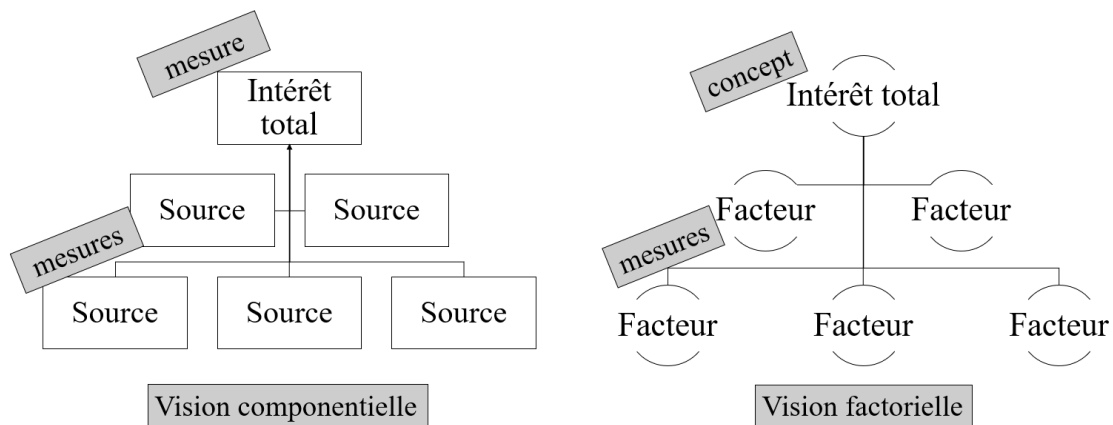 mesure
Intérêt
total
Source
Source
mesures
Source
Source
Source
Vision componentielle
concept
Intérêt total
Facteur
Facteur
mesures
Facteur
Facteur
Facteur
Vision factorielle